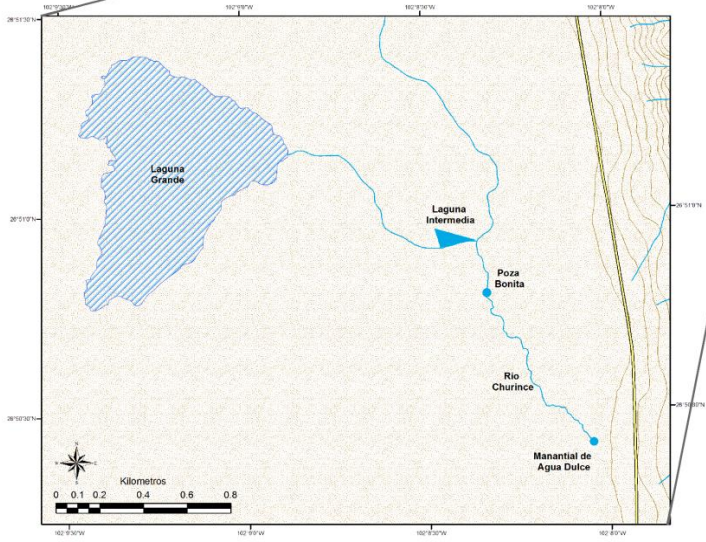 102°9'30"W 102°9'0"W 102°8'30"W 102°8'0"W
26°51'30"N
Laguna
Grande
Laguna
Intermedia
26°51'0"N
26°51'0"N
Poza
Bonita
Río
Churince
26°50'30"N
26°50'30"N
Manantial de
Agua Dulce
N
Kilometros
0 0.1 0.2 0.4 0.6 0.8
102°9'30"W 102°9'0"W 102°8'30"W 102°8'0"W